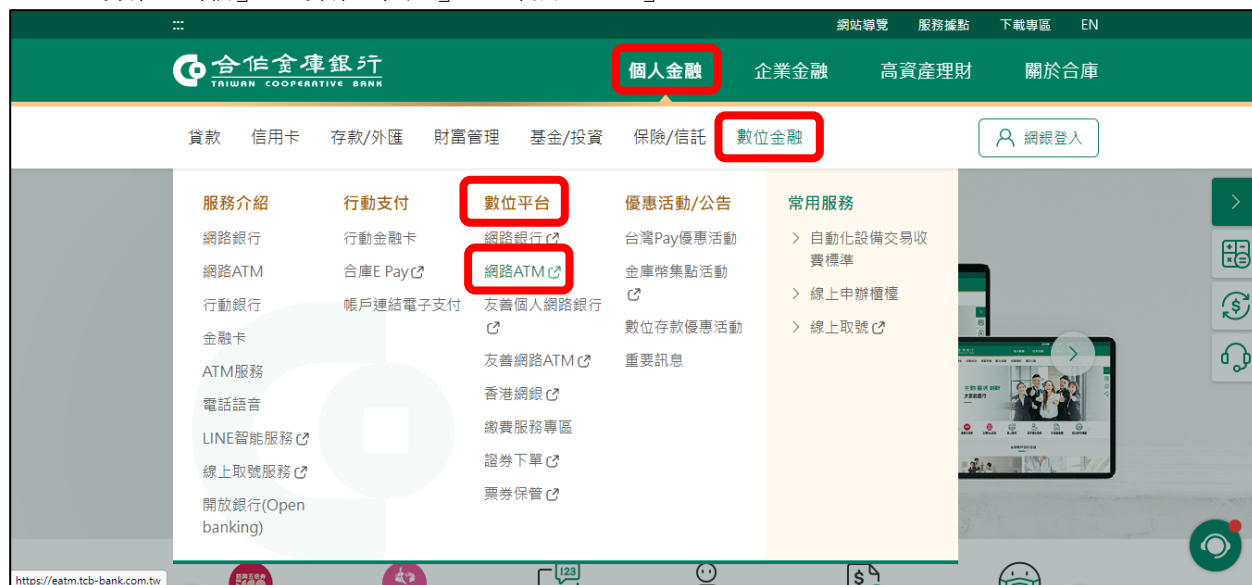 :::
網站導覽 服務據點 下載專區 EN
合作金庫銀行
TAIWAN COOPERATIVE BANK
個人金融 企業金融 高資產理財 關於合庫
貸款 信用卡 存款/外匯 財富管理 基金/投資 保險/信託 數位金融 網銀登入
服務介紹
網路銀行
網路ATM
行動銀行
金融卡
ATM服務
電話語音
LINE智能服務
線上取號服務
開放銀行(Open
banking)
行動支付
行動金融卡
合庫E Pay
帳戶連結電子支付
數位平台
網路銀行
網路ATM
友善個人網路銀行
友善網路ATM
香港網銀
繳費服務專區
證券下單
票券保管
優惠活動/公告
台灣Pay優惠活動
金庫幣集點活動
數位存款優惠活動
重要訊息
常用服務
自動化設備交易收
費標準
線上申辦櫃檯
線上取號
123
https://eatm.tcb-bank.com.tw